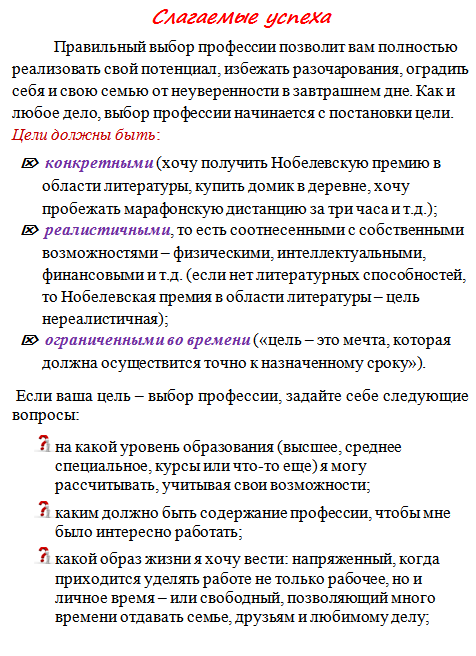 Слагаемые успеха
Правильный выбор профессии позволит вам полностью
реализовать свой потенциал, избежать разочарования, оградить
себя и свою семью от неуверенности в завтрашнем дне. Как и
любое дело, выбор профессии начинается с постановки цели.
Цели должны быть:
конкретными (хочу получить Нобелевскую премию в
области литературы, купить домик в деревне, хочу
пробежать марафонскую дистанцию за три часа и т.д.);
реалистичными, то есть соотнесенными с собственными
возможностями – физическими, интеллектуальными,
финансовыми и т.д. (если нет литературных способностей,
то Нобелевская премия в области литературы – цель
нереалистичная);
ограниченными во времени («цель – это мечта, которая
должна осуществится точно к назначенному сроку»).
Если ваша цель – выбор профессии, задайте себе следующие
вопросы:
на какой уровень образования (высшее, среднее
специальное, курсы или что-то еще) я могу
рассчитывать, учитывая свои возможности;
каким должно быть содержание профессии, чтобы мне
было интересно работать;
какой образ жизни я хочу вести: напряженный, когда
приходится уделять работе не только рабочее, но и
личное время – или свободный, позволяющий много
времени отдавать семье, друзьям и любимому делу;